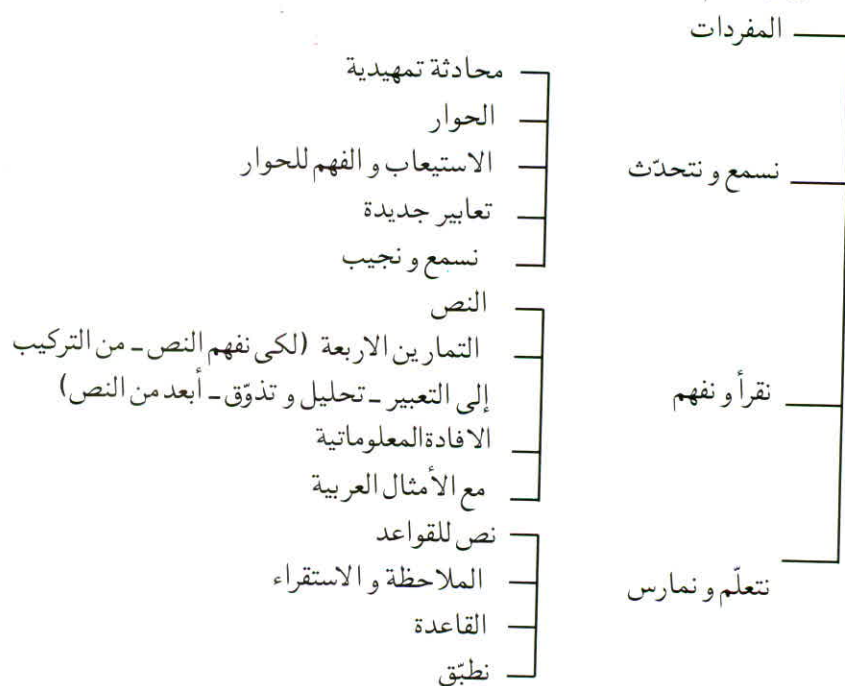 المفردات
محادثة تمهيدية
الحوار
نسمع و نتحدّث
الاستيعاب و الفهم للحوار
تعابير جديدة
نسمع و نجيب
النص
التمارين الاربعة (لكى نفهم النص ـ من التركيب
نقرأ و نفهم
إلى التعبير ـ تحليل و تذوّق ـ أبعد من النص)
الافادة المعلوماتية
مع الأمثال العربية
نص للقواعد
نتعلّم و نمارس
الملاحظة و الاستقراء
القاعدة
نطبّق